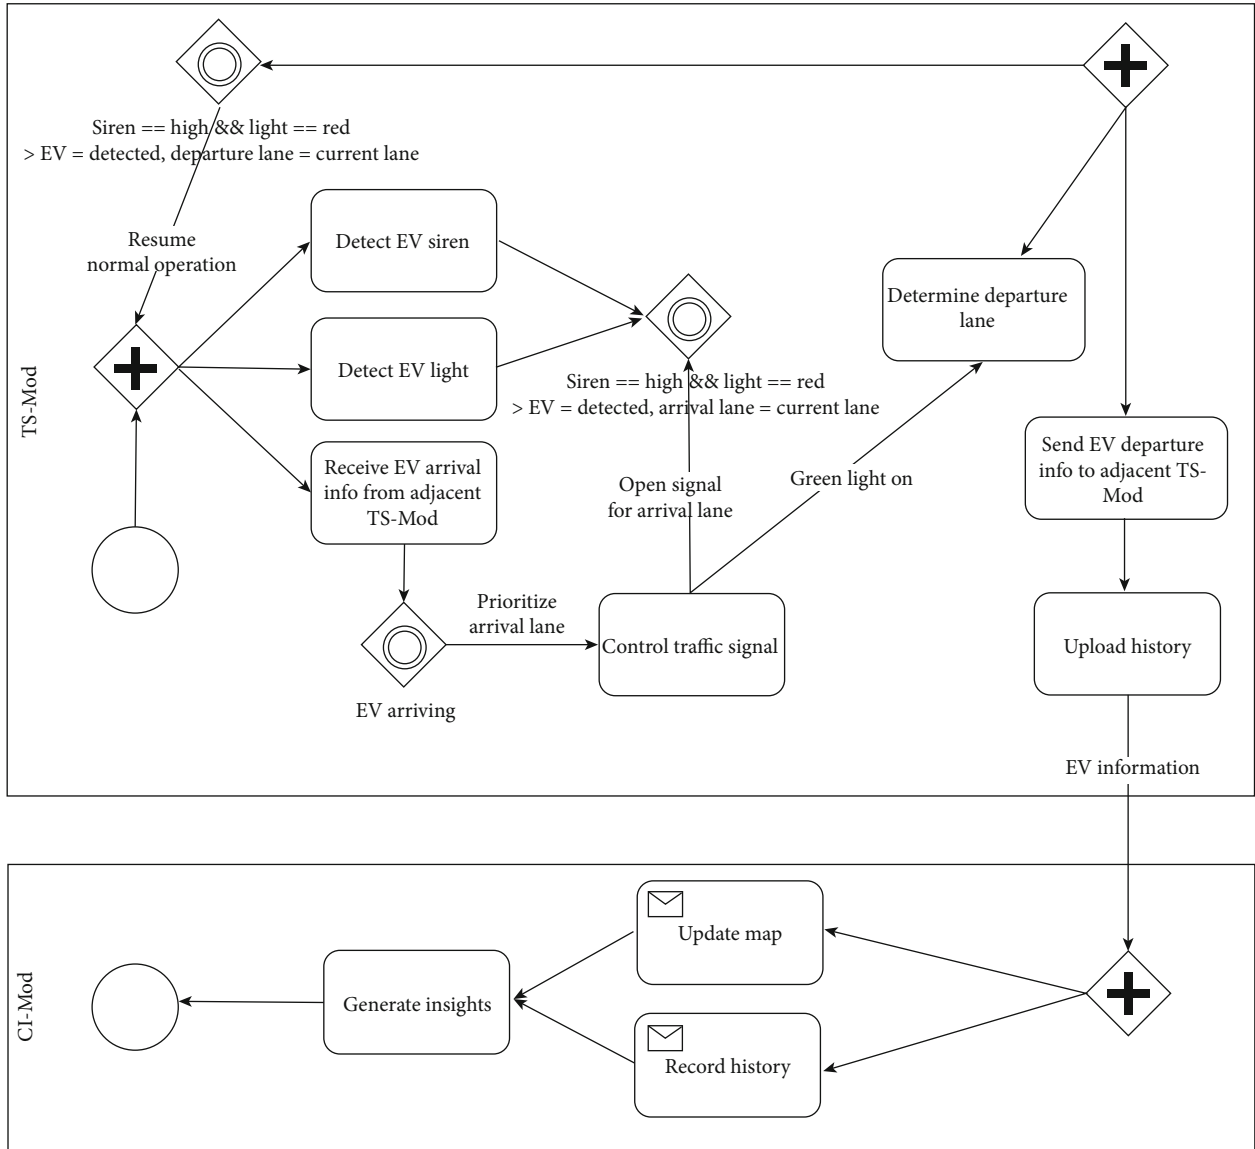 TS-Mod
Siren == high && light == red
> EV = detected, departure lane = current lane
Resume
normal operation
Detect EV siren
Detect EV light
Receive EV arrival
info from adjacent
TS-Mod
EV arriving
Prioritize
arrival lane
Control traffic signal
Siren == high && light == red
> EV = detected, arrival lane = current lane
Open signal
for arrival lane
Green light on
Determine departure
lane
Send EV departure
info to adjacent TS-
Mod
Upload history
EV information
CI-Mod
Update map
Record history
Generate insights